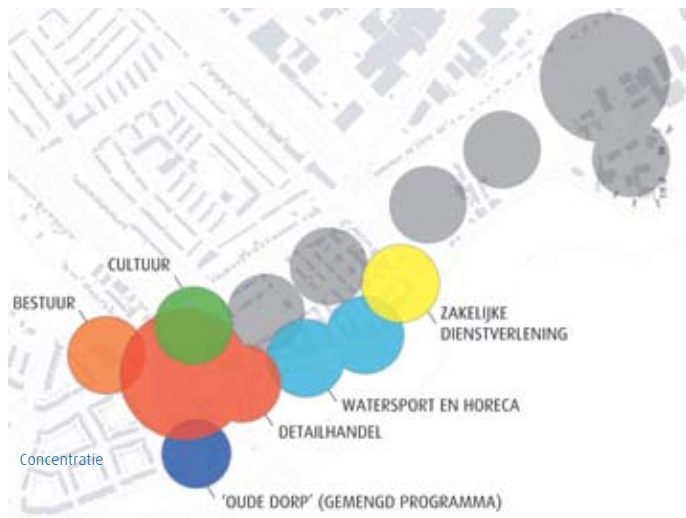 CULTUUR
BESTUUR
ZAKELIJKE
DIENSTVERLENING
WATERSPORT EN HORECA
DETAILHANDEL
Concentratie
'OUDE DORP' (GEMENGD PROGRAMMA)